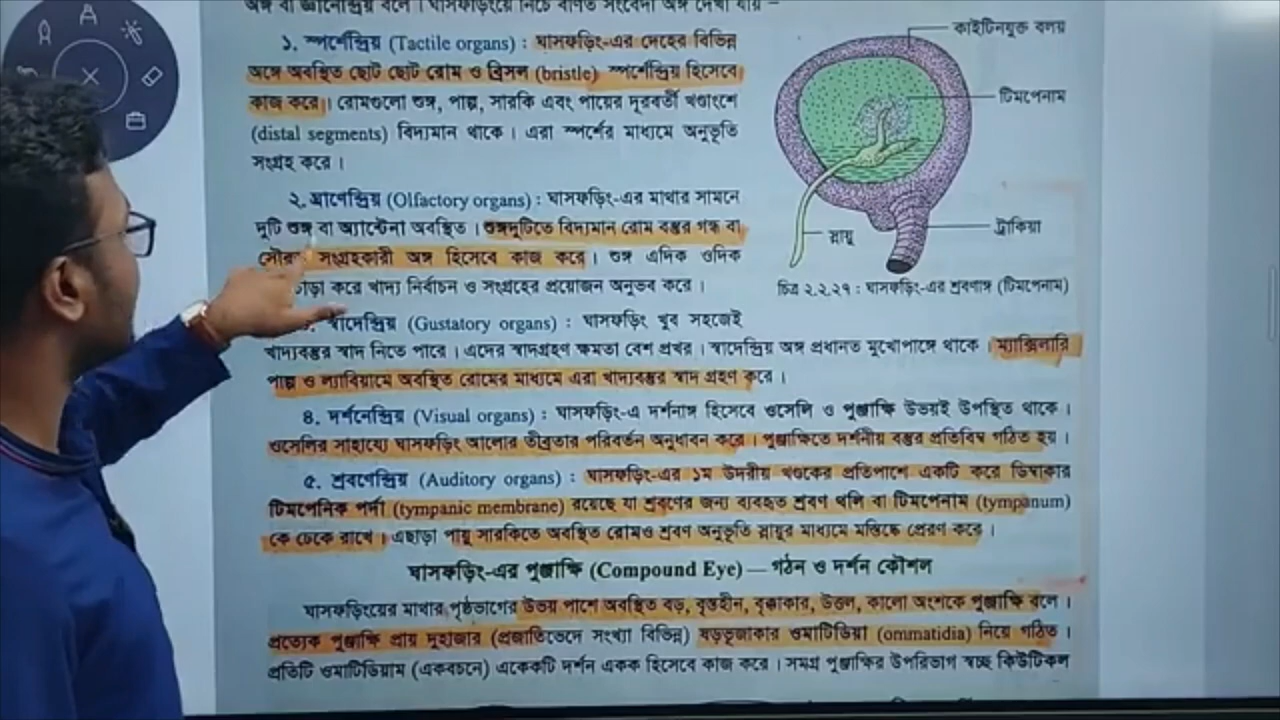 অঙ্গ বা জ্ঞানেন্দ্রিয় বলে। ঘাসফড়িংয়ে নিচে বর্ণিত সংবেদী অঙ্গ দেখা যায় –
১. স্পর্শেন্দ্রিয় (Tactile organs) : ঘাসফড়িং-এর দেহের বিভিন্ন
অঙ্গে অবস্থিত ছোট ছোট রোম ও ব্রিসল (bristle) স্পর্শেন্দ্রিয় হিসেবে
কাজ করে। রোমগুলো শুঙ্গ, পাল্প, সারকি এবং পায়ের দূরবর্তী খণ্ডাংশে
(distal segments) বিদ্যমান থাকে। এরা স্পর্শের মাধ্যমে অনুভূতি
সংগ্রহ করে।
২. ঘ্রাণেন্দ্রিয় (Olfactory organs) : ঘাসফড়িং-এর মাথার সামনে
দুটি শুঙ্গ বা অ্যান্টেনা অবস্থিত। শুঙ্গদুটিতে বিদ্যমান রোম বস্তুর গন্ধ বা
সংগ্রহকারী অঙ্গ হিসেবে কাজ করে। শুঙ্গ এদিক ওদিক
করে খাদ্য নির্বাচন ও সংগ্রহের প্রয়োজন অনুভব করে।
স্বাদেন্দ্রিয় (Gustatory organs) : ঘাসফড়িং খুব সহজেই
খাদ্যবস্তুর স্বাদ নিতে পারে। এদের স্বাদগ্রহণ ক্ষমতা বেশ প্রখর। স্বাদেন্দ্রিয় অঙ্গ প্রধানত মুখোপাঙ্গে থাকে। ম্যাক্সিলারি
পাল্প ও ল্যাবিয়ামে অবস্থিত রোমের মাধ্যমে এরা খাদ্যবস্তুর স্বাদ গ্রহণ করে।
৪. দর্শনেন্দ্রিয় (Visual organs) : ঘাসফড়িং-এ দর্শনাঙ্গ হিসেবে ওসেলি ও পুঞ্জাক্ষি উভয়ই উপস্থিত থাকে।
ওসেলির সাহায্যে ঘাসফড়িং আলোর তীব্রতার পরিবর্তন অনুধাবন করে। পুঞ্জাক্ষিতে দর্শনীয় বস্তুর প্রতিবিম্ব গঠিত হয়।
৫. শ্রবণেন্দ্রিয় (Auditory organs) : ঘাসফড়িং-এর ১ম উদরীয় খণ্ডকের প্রতিপাশে একটি করে ডিম্বাকার
টিমপেনিক পর্দা (tympanic membrane) রয়েছে যা শ্রবণের জন্য ব্যবহৃত শ্রবণ থলি বা টিমপেনাম (tympanum)
কে ঢেকে রাখে। এছাড়া পায়ু সারকিতে অবস্থিত রোমও শ্রবণ অনুভূতি স্নায়ুর মাধ্যমে মস্তিষ্কে প্রেরণ করে।
ঘাসফড়িং-এর পুঞ্জাক্ষি (Compound Eye) — গঠন ও দর্শন কৌশল
ঘাসফড়িংয়ের মাথার পৃষ্ঠভাগের উভয় পাশে অবস্থিত বড়, বৃন্তহীন, বৃক্কাকার, উত্তল, কালো অংশকে পুঞ্জাক্ষি বলে।
প্রত্যেক পুঞ্জাক্ষি প্রায় দুহাজার (প্রজাতিভেদে সংখ্যা বিভিন্ন) ষড়ভূজাকার ওমাটিডিয়া (ommatidia) নিয়ে গঠিত।
প্রতিটি ওমাটিডিয়াম (একবচনে) একেকটি দর্শন একক হিসেবে কাজ করে। সমগ্র পুঞ্জাক্ষির উপরিভাগ স্বচ্ছ কিউটিকল
কাইটিনযুক্ত বলয়
টিমপেনাম
ট্রাকিয়া
স্নায়ু
চিত্র ২.২.২৭ : ঘাসফড়িং-এর শ্রবণাঙ্গ (টিমপেনাম)